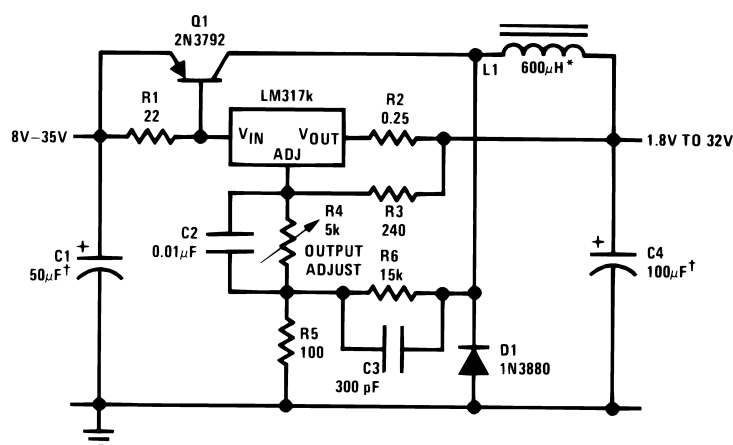 Q1
2N3792
L1
600μH*
R1
22
LM317k
R2
0.25
8V–35V
VIN
VOUT
ADJ
1.8V TO 32V
R3
240
R4
5k
OUTPUT
ADJUST
C2
0.01μF
C1
+
50μF†
R6
15k
+
C4
100μF†
R5
100
C3
300 pF
D1
1N3880